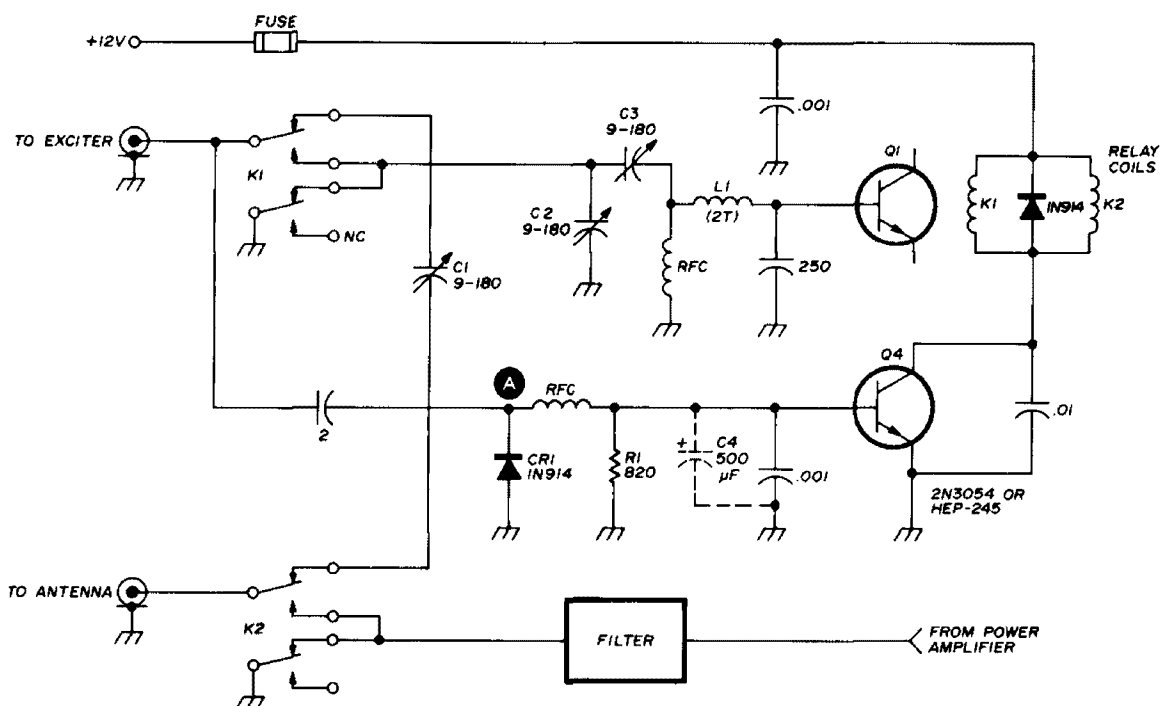 FUSE
+12V
C3
9-180
.001
Q1
RELAY
COILS
TO EXCITER
K1
L1
(2T)
K1
1N914
K2
C2
9-180
NC
C1
9-180
RFC
250
Q4
A
RFC
2
CR1
1N914
R1
820
+
C4
500
µF
.001
.01
2N3054 OR
HEP-245
TO ANTENNA
K2
FILTER
FROM POWER
AMPLIFIER